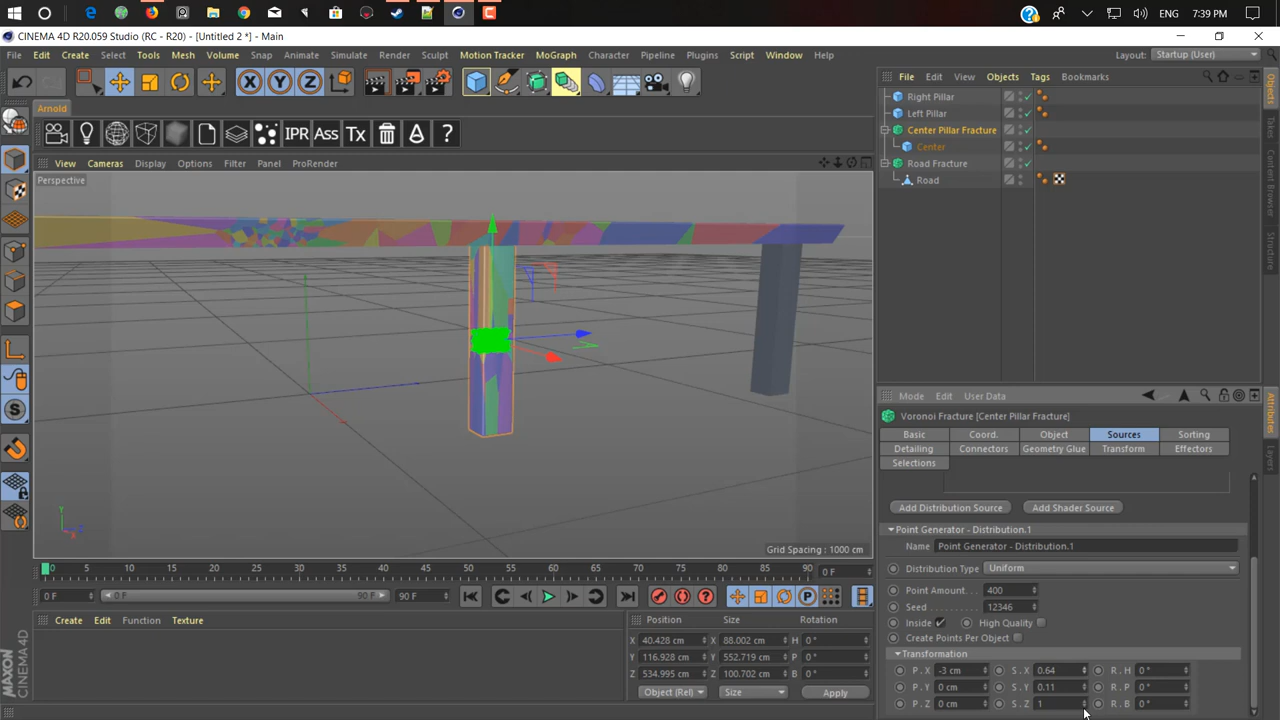 ENG 7:39 PM
CINEMA 4D R20.059 Studio (RC - R20) - [Untitled 2 *] - Main
File Edit Create Select Tools Mesh Volume Snap Animate Simulate Render Sculpt Motion Tracker MoGraph Character Pipeline Plugins Script Window Help Layout: Startup (User)
X Y Z File Edit View Objects Tags Bookmarks
Arnold
Right Pillar
Left Pillar
Center Pillar Fracture
Center
Road Fracture
Road
IPR Ass Tx ?
View Cameras Display Options Filter Panel ProRender
Perspective
Y
Z
X
Grid Spacing : 1000 cm
Objects
Takes
Content Browser
Structure
Attributes
Layers
Mode Edit User Data
Voronoi Fracture [Center Pillar Fracture]
Basic Coord. Object Sources Sorting
Detailing Connectors Geometry Glue Transform Effectors
Selections
Add Distribution Source Add Shader Source
Point Generator - Distribution.1
Name Point Generator - Distribution.1
Distribution Type Uniform
Point Amount. . . 400
Seed . . . . . . . . . 12346
Inside High Quality
Create Points Per Object
Transformation
P . X -3 cm S . X 0.64 R . H 0 °
P . Y 0 cm S . Y 0.11 R . P 0 °
P . Z 0 cm S . Z 1 R . B 0 °
0 5 10 15 20 25 30 35 40 45 50 55 60 65 70 75 80 85 90 0 F
0 F 0 F 90 F 90 F
Create Edit Function Texture
Position Size Rotation
X 40.428 cm X 88.002 cm H 0 °
Y 116.928 cm Y 552.719 cm P 0 °
Z 534.995 cm Z 100.702 cm B 0 °
Object (Rel) Size Apply
MAXON
CINEMA 4D